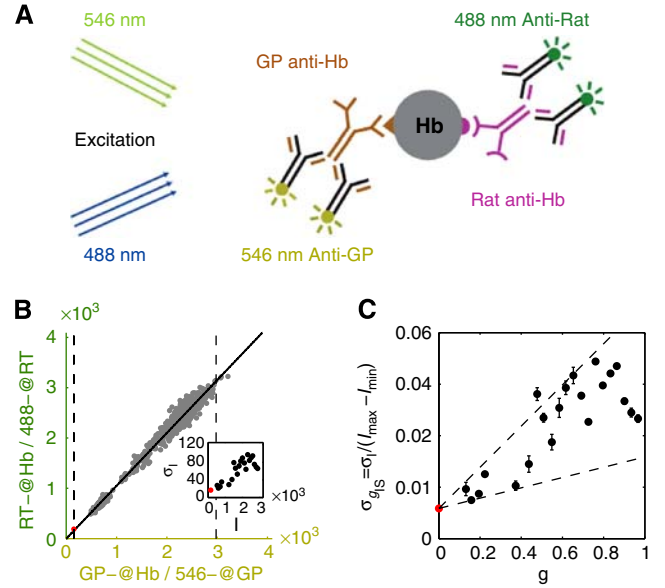 A
546 nm
488 nm Anti-Rat
GP anti-Hb
Excitation
Hb
Rat anti-Hb
488 nm
546 nm Anti-GP
B
×10³
4
3
2
1
0
RT–@Hb / 488–@RT
0 1 2 3 4 ×10³
GP–@Hb / 546–@GP
120
80
40
0
σI
0 1 2 3 ×10³
I
C
0.06
0.04
0.02
0.01
0
σgIS=σI/(Imax – Imin)
0 0.2 0.4 0.6 0.8 1
g